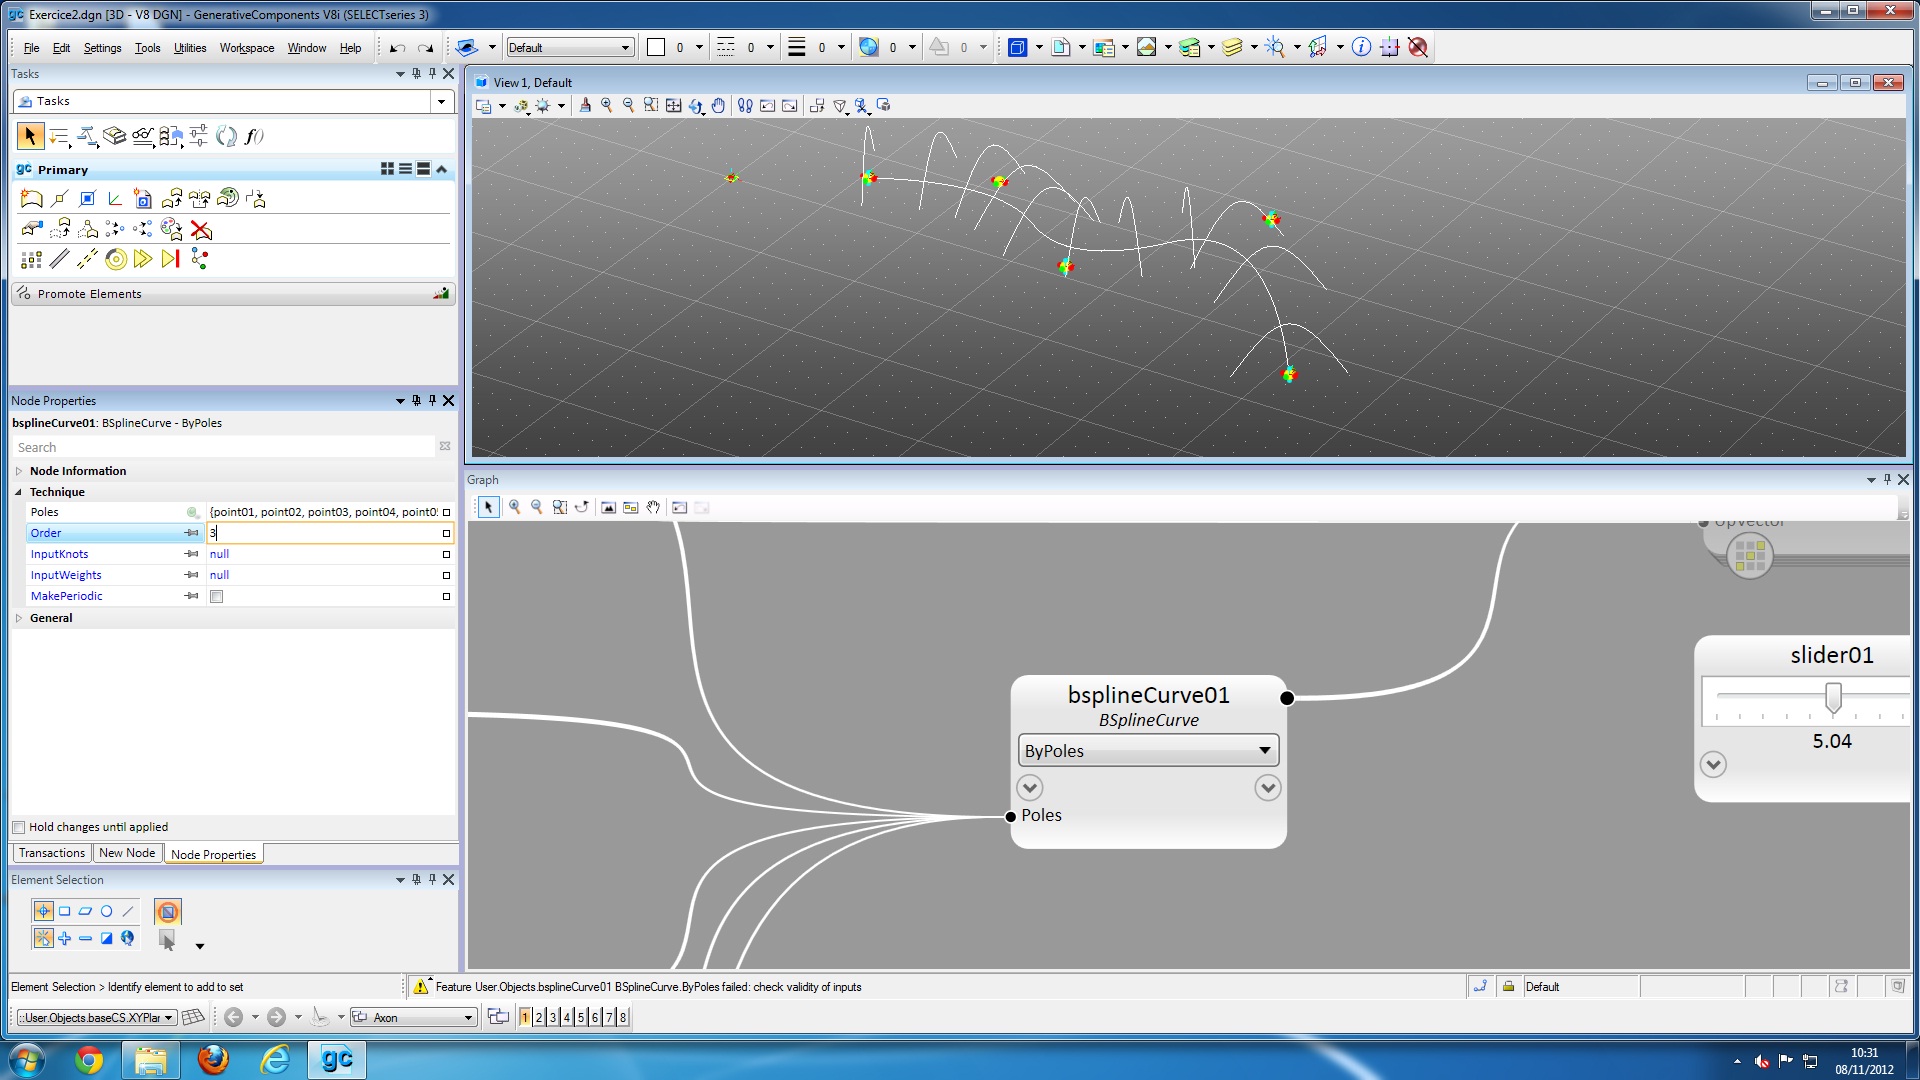 Exercice2.dgn [3D - V8 DGN] - GenerativeComponents V8i (SELECTseries 3)
File Edit Settings Tools Utilities Workspace Window Help
Default 0 0 0 0 0
Tasks
Tasks
f()
gc Primary
Promote Elements
View 1, Default
Node Properties
bsplineCurve01: BSplineCurve - ByPoles
Search
Node Information
Technique
Poles {point01, point02, point03, point04, point0
Order 3
InputKnots null
InputWeights null
MakePeriodic
General
Hold changes until applied
Transactions New Node Node Properties
Graph
UpVector
bsplineCurve01
BSplineCurve
ByPoles
Poles
slider01
5.04
Element Selection
Element Selection > Identify element to add to set
Feature User.Objects.bsplineCurve01 BSplineCurve.ByPoles failed: check validity of inputs
Default
::User.Objects.baseCS.XYPlan
Axon
1 2 3 4 5 6 7 8
gc
10:31
08/11/2012